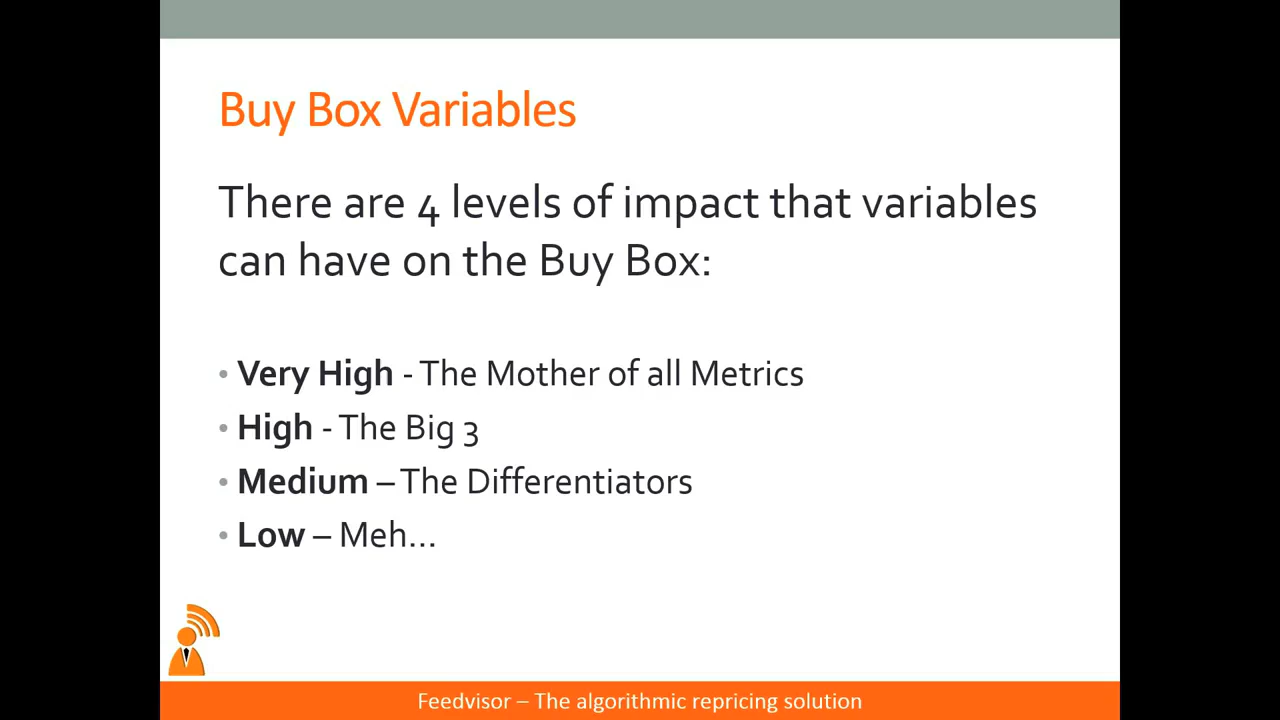 Buy Box Variables
There are 4 levels of impact that variables
can have on the Buy Box:
• Very High - The Mother of all Metrics
• High - The Big 3
• Medium – The Differentiators
• Low – Meh...
Feedvisor – The algorithmic repricing solution